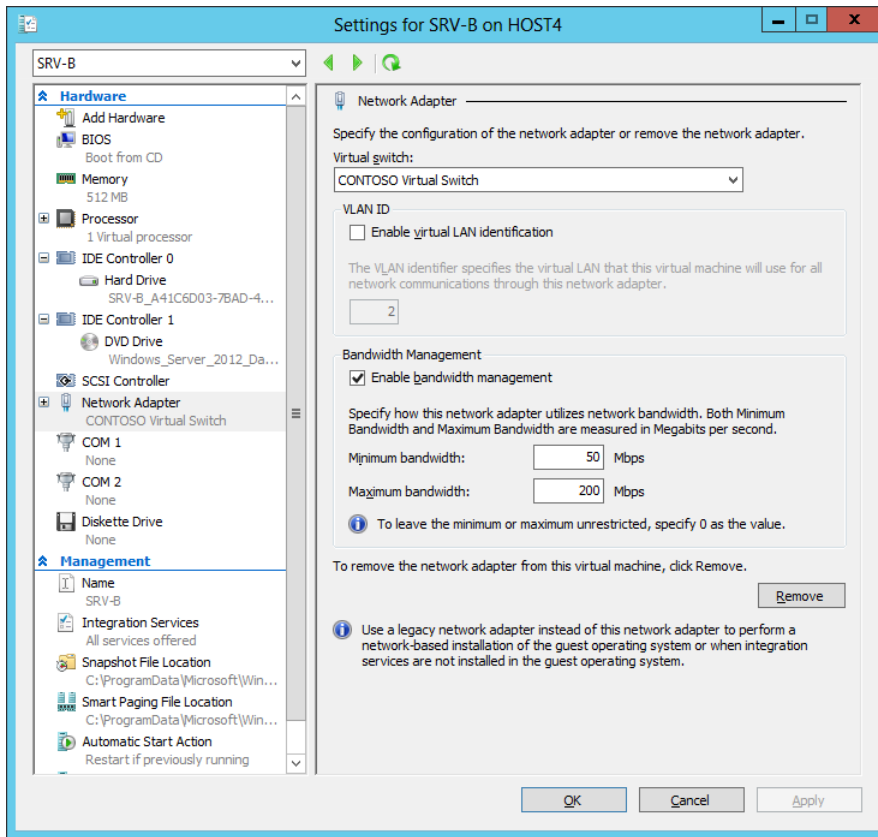 Settings for SRV-B on HOST4
SRV-B
Hardware
Add Hardware
BIOS
Boot from CD
Memory
512 MB
Processor
1 Virtual processor
IDE Controller 0
Hard Drive
SRV-B_A41C6D03-7BAD-4...
IDE Controller 1
DVD Drive
Windows_Server_2012_Da...
SCSI Controller
Network Adapter
CONTOSO Virtual Switch
COM 1
None
COM 2
None
Diskette Drive
None
Management
Name
SRV-B
Integration Services
All services offered
Snapshot File Location
C:\ProgramData\Microsoft\Win...
Smart Paging File Location
C:\ProgramData\Microsoft\Win...
Automatic Start Action
Restart if previously running
Network Adapter
Specify the configuration of the network adapter or remove the network adapter.
Virtual switch:
CONTOSO Virtual Switch
VLAN ID
Enable virtual LAN identification
The VLAN identifier specifies the virtual LAN that this virtual machine will use for all
network communications through this network adapter.
2
Bandwidth Management
Enable bandwidth management
Specify how this network adapter utilizes network bandwidth. Both Minimum
Bandwidth and Maximum Bandwidth are measured in Megabits per second.
Minimum bandwidth: 50 Mbps
Maximum bandwidth: 200 Mbps
To leave the minimum or maximum unrestricted, specify 0 as the value.
To remove the network adapter from this virtual machine, click Remove.
Remove
Use a legacy network adapter instead of this network adapter to perform a
network-based installation of the guest operating system or when integration
services are not installed in the guest operating system.
OK Cancel Apply